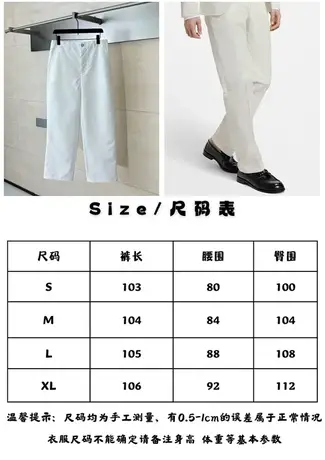 Size/尺码表
尺码 裤长 腰围 臀围
S 103 80 100
M 104 84 104
L 105 88 108
XL 106 92 112
温馨提示：尺码均为手工测量、有0.5-1cm的误差属于正常情况
衣服尺码不能确定请备注身高 体重等基本参数